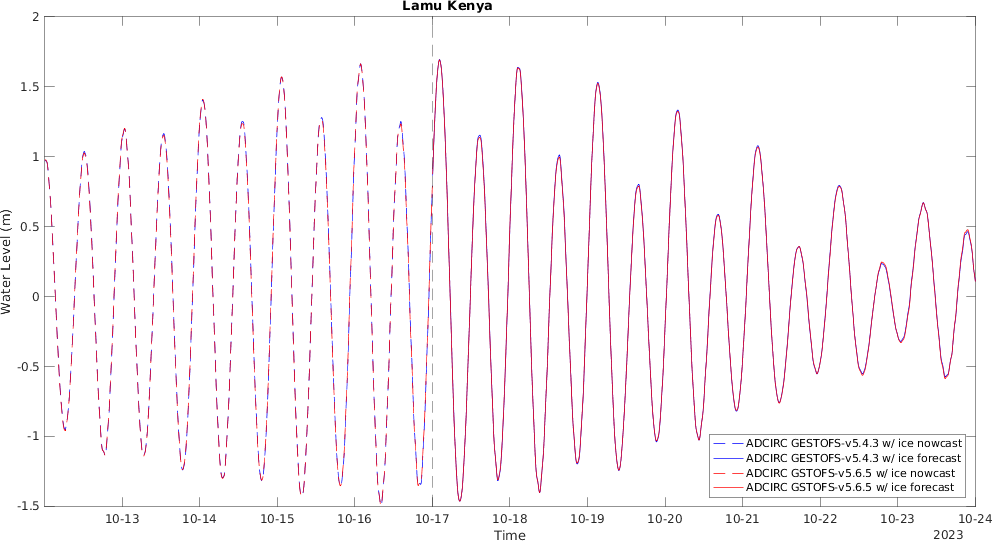 Lamu Kenya
Water Level (m)
2
1.5
1
0.5
0
-0.5
-1
-1.5
10-13 10-14 10-15 10-16 10-17 10-18 10-19 10-20 10-21 10-22 10-23 10-24
Time
2023
ADCIRC GESTOFS-v5.4.3 w/ ice nowcast
ADCIRC GESTOFS-v5.4.3 w/ ice forecast
ADCIRC GSTOFS-v5.6.5 w/ ice nowcast
ADCIRC GSTOFS-v5.6.5 w/ ice forecast